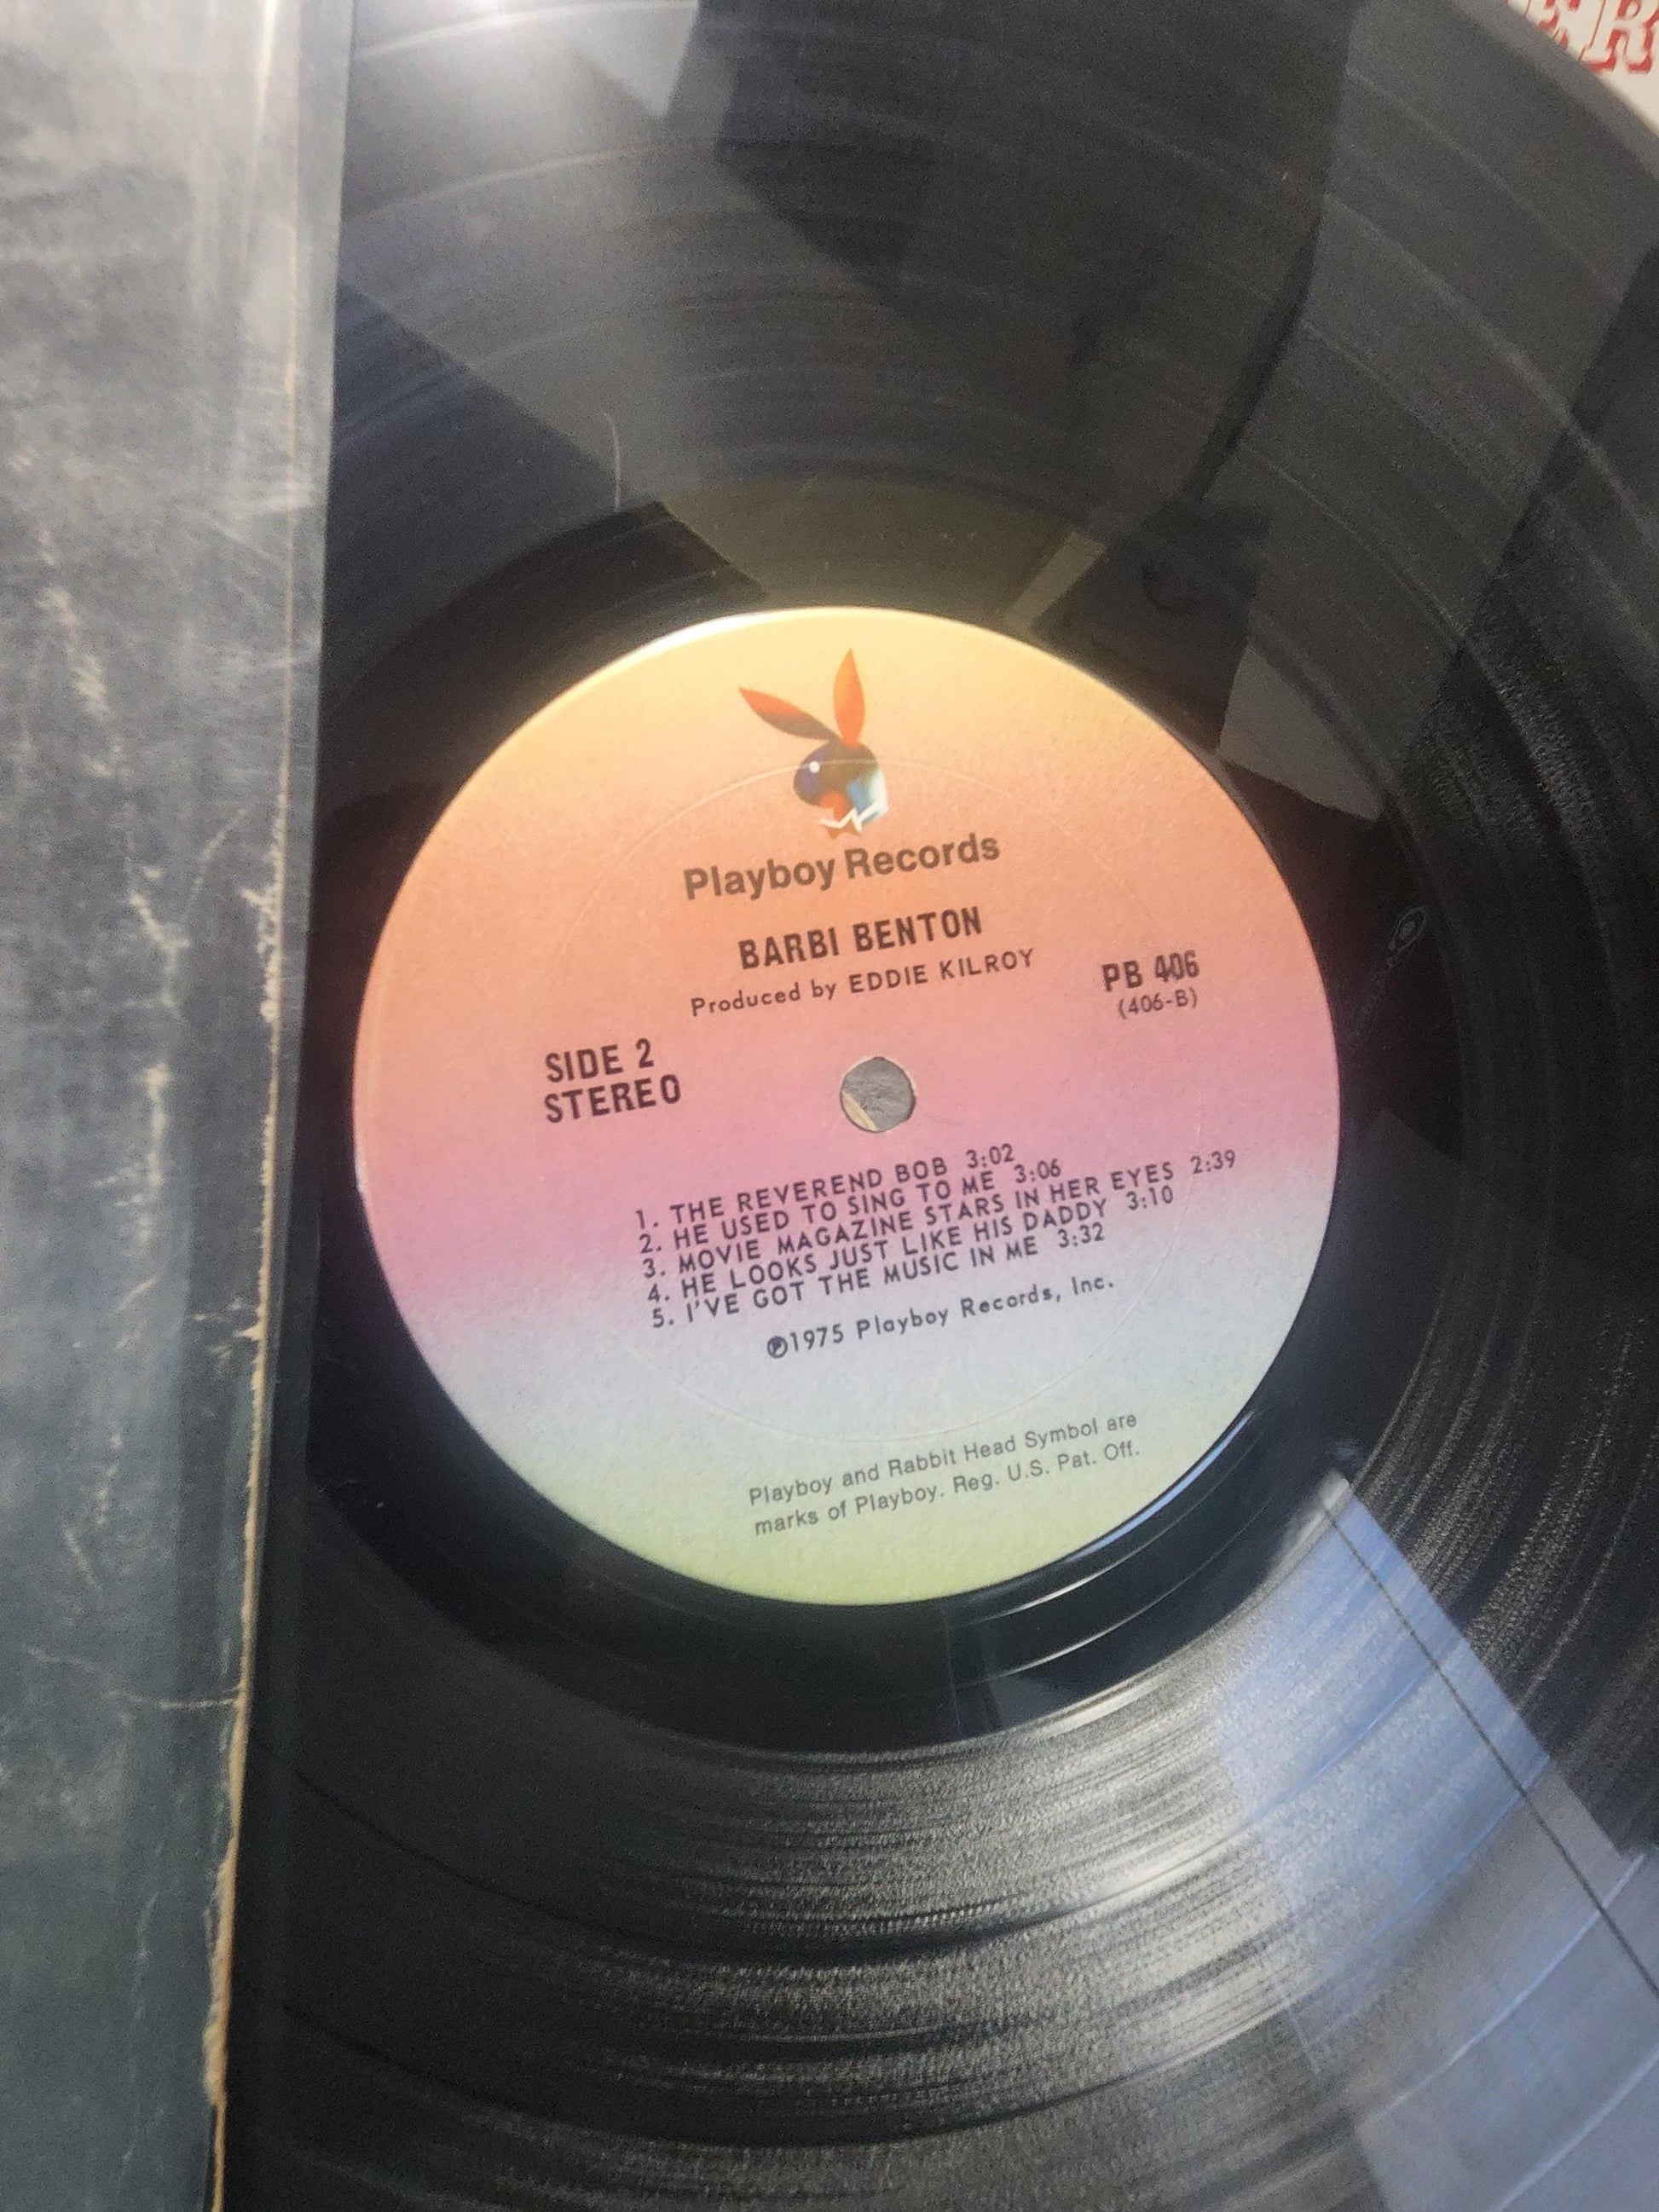 ER
Playboy Records
BARBI BENTON
Produced by EDDIE KILROY
PB 406
(406-B)
SIDE 2
STEREO
1. THE REVEREND BOB 3:02
2. HE USED TO SING TO ME 3:06
3. MOVIE MAGAZINE STARS IN HER EYES 2:39
4. HE LOOKS JUST LIKE HIS DADDY 3:10
5. I'VE GOT THE MUSIC IN ME 3:32
℗1975 Playboy Records, Inc.
Playboy and Rabbit Head Symbol are
marks of Playboy. Reg. U.S. Pat. Off.